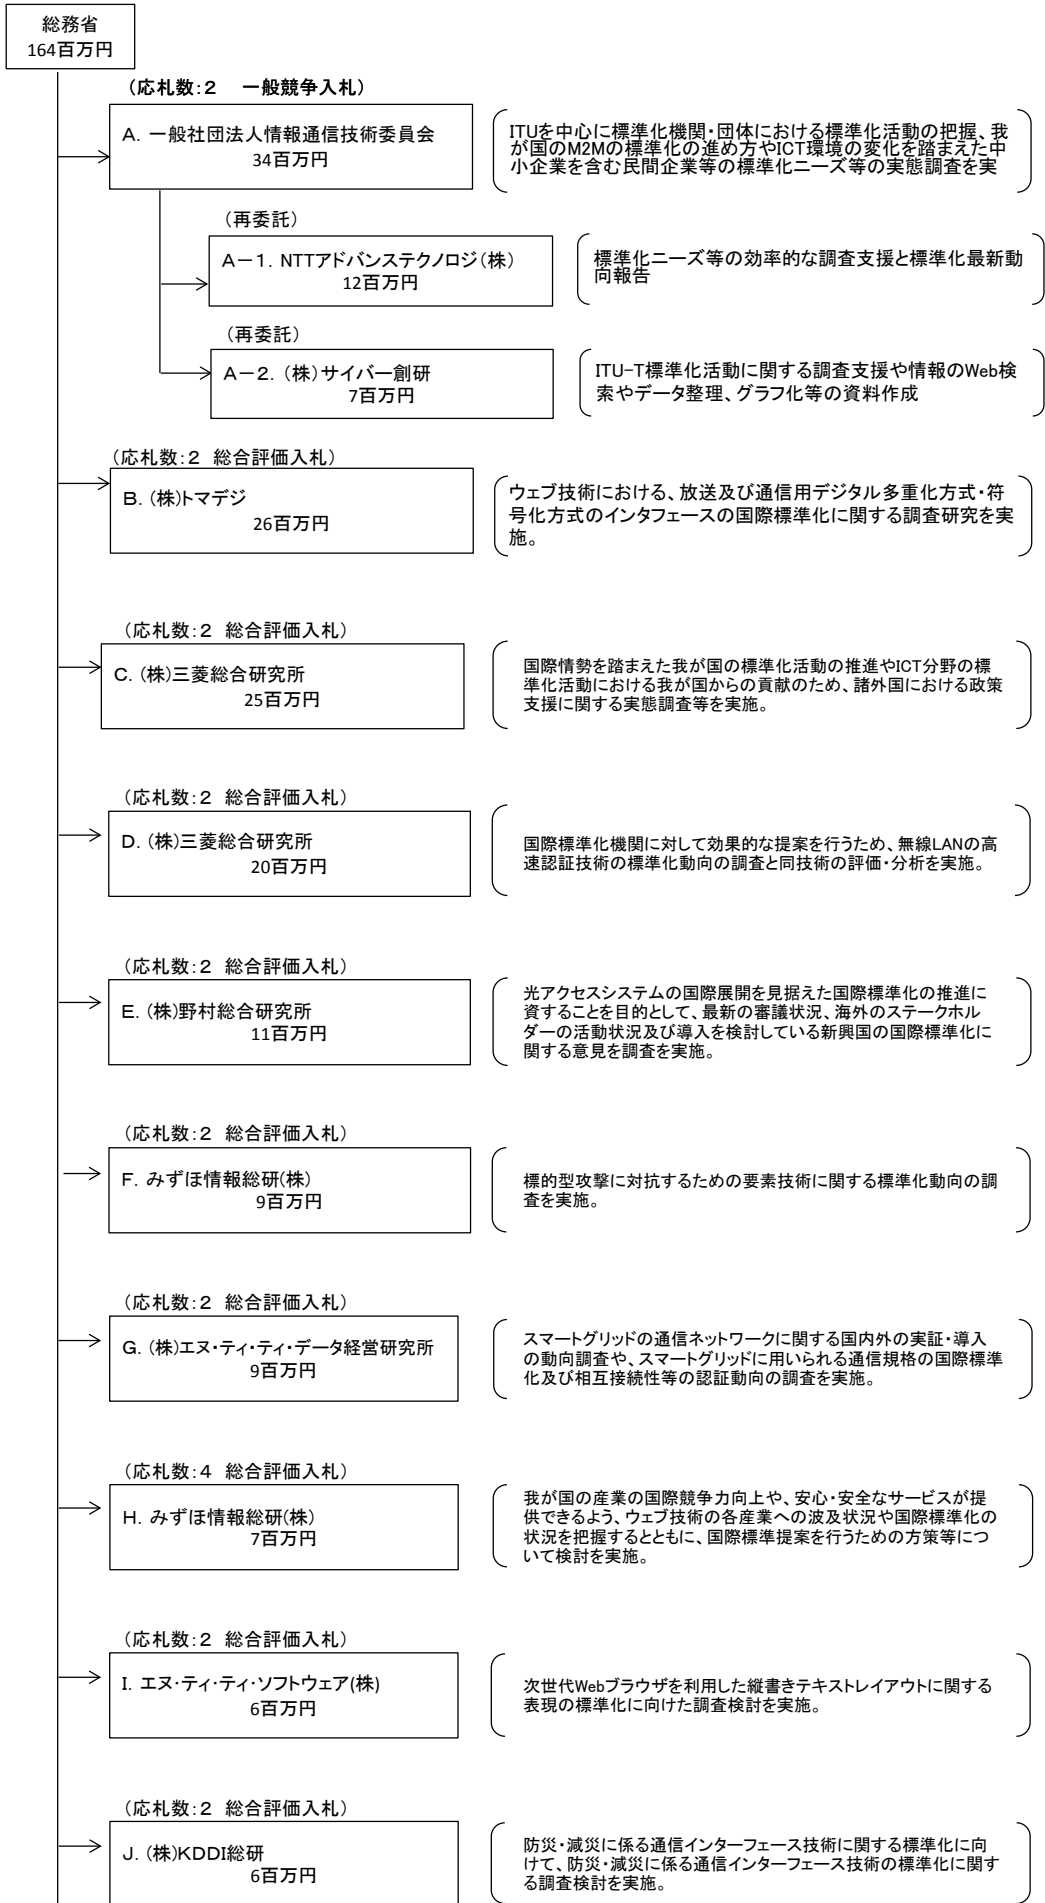 総務省
164百万円
(応札数:2　一般競争入札)
A. 一般社団法人情報通信技術委員会
34百万円
ITUを中心に標準化機関・団体における標準化活動の把握、我
が国のM2Mの標準化の進め方やICT環境の変化を踏まえた中
小企業を含む民間企業等の標準化ニーズ等の実態調査を実
(再委託)
A-1. NTTアドバンステクノロジ(株)
12百万円
標準化ニーズ等の効率的な調査支援と標準化最新動
向報告
(再委託)
A-2. (株)サイバー創研
7百万円
ITU-T標準化活動に関する調査支援や情報のWeb検
索やデータ整理、グラフ化等の資料作成
(応札数:2 総合評価入札)
B. (株)トマデジ
26百万円
ウェブ技術における、放送及び通信用デジタル多重化方式・符
号化方式のインタフェースの国際標準化に関する調査研究を実
施。
(応札数:2 総合評価入札)
C. (株)三菱総合研究所
25百万円
国際情勢を踏まえた我が国の標準化活動の推進やICT分野の標
準化活動における我が国からの貢献のため、諸外国における政策
支援に関する実態調査等を実施。
(応札数:2 総合評価入札)
D. (株)三菱総合研究所
20百万円
国際標準化機関に対して効果的な提案を行うため、無線LANの高
速認証技術の標準化動向の調査と同技術の評価・分析を実施。
(応札数:2 総合評価入札)
E. (株)野村総合研究所
11百万円
光アクセスシステムの国際展開を見据えた国際標準化の推進に
資することを目的として、最新の審議状況、海外のステークホル
ダーの活動状況及び導入を検討している新興国の国際標準化に
関する意見を調査を実施。
(応札数:2 総合評価入札)
F. みずほ情報総研(株)
9百万円
標的型攻撃に対抗するための要素技術に関する標準化動向の調
査を実施。
(応札数:2 総合評価入札)
G. (株)エヌ・ティ・ティ・データ経営研究所
9百万円
スマートグリッドの通信ネットワークに関する国内外の実証・導入
の動向調査や、スマートグリッドに用いられる通信規格の国際標準
化及び相互接続性等の認証動向の調査を実施。
(応札数:4 総合評価入札)
H. みずほ情報総研(株)
7百万円
我が国の産業の国際競争力向上や、安心・安全なサービスが提
供できるよう、ウェブ技術の各産業への波及状況や国際標準化の
状況を把握するとともに、国際標準提案を行うための方策等につ
いて検討を実施。
(応札数:2 総合評価入札)
I. エヌ・ティ・ティ・ソフトウェア(株)
6百万円
次世代Webブラウザを利用した縦書きテキストレイアウトに関する
表現の標準化に向けた調査検討を実施。
(応札数:2 総合評価入札)
J. (株)KDDI総研
6百万円
防災・減災に係る通信インターフェース技術に関する標準化に向
けて、防災・減災に係る通信インターフェース技術の標準化に関す
る調査検討を実施。